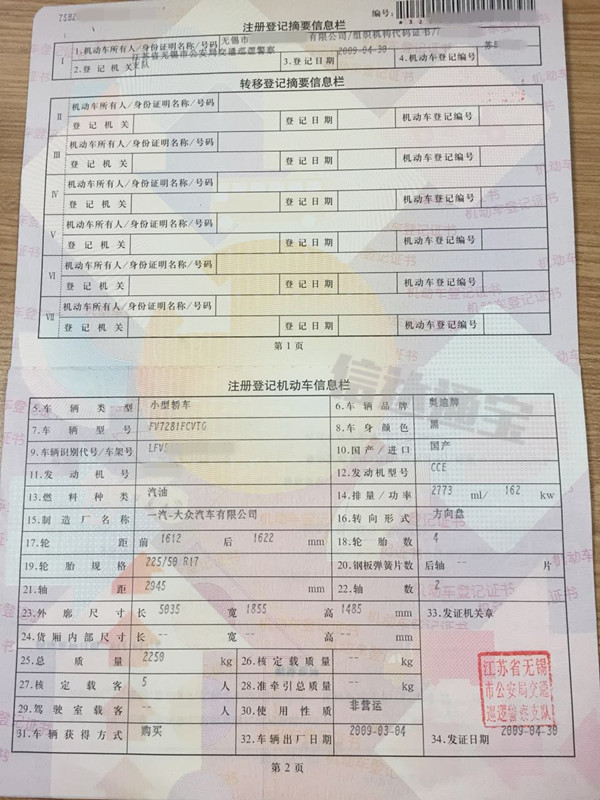 注册登记摘要信息栏
编号:
Ⅰ 1.机动车所有人/身份证明名称/号码 无锡市 有限公司/组织机构代码证书/
2.登记机关 江苏省无锡市公安局交通巡逻警察支队 3.登记日期 2009-04-30 4.机动车登记编号 苏B
转移登记摘要信息栏
Ⅱ 机动车所有人/身份证明名称/号码
登记机关 登记日期 机动车登记编号
Ⅲ 机动车所有人/身份证明名称/号码
登记机关 登记日期 机动车登记编号
Ⅳ 机动车所有人/身份证明名称/号码
登记机关 登记日期 机动车登记编号
Ⅴ 机动车所有人/身份证明名称/号码
登记机关 登记日期 机动车登记编号
Ⅵ 机动车所有人/身份证明名称/号码
登记机关 登记日期 机动车登记编号
Ⅶ 机动车所有人/身份证明名称/号码
登记机关 登记日期 机动车登记编号
第1页
注册登记机动车信息栏
5.车辆类型 小型轿车 6.车辆品牌 奥迪牌
7.车辆型号 FV7281FCVTG 8.车身颜色 黑
9.车辆识别代号/车架号 LFV 10.国产/进口 国产
11.发动机号 12.发动机型号 CCE
13.燃料种类 汽油 14.排量/功率 2773 ml/ 162 kw
15.制造厂名称 一汽-大众汽车有限公司 16.转向形式 方向盘
17.轮距 前 1612 后 1622 mm 18.轮胎数 4
19.轮胎规格 225/50 R17 20.钢板弹簧片数 后轴 -- 片
21.轴距 2945 mm 22.轴数 2
23.外廓尺寸 长 5035 宽 1855 高 1485 mm 33.发证机关章
24.货厢内部尺寸 长 -- 宽 -- 高 -- mm
25.总质量 2250 kg 26.核定载质量 -- kg
27.核定载客 5 人 28.准牵引总质量 -- kg
29.驾驶室载客 -- 人 30.使用性质 非营运
31.车辆获得方式 购买 32.车辆出厂日期 2009-03-04 34.发证日期 2009-04-30
江苏省无锡
市公安局交通
巡逻警察支队
第2页
机动车登记证书